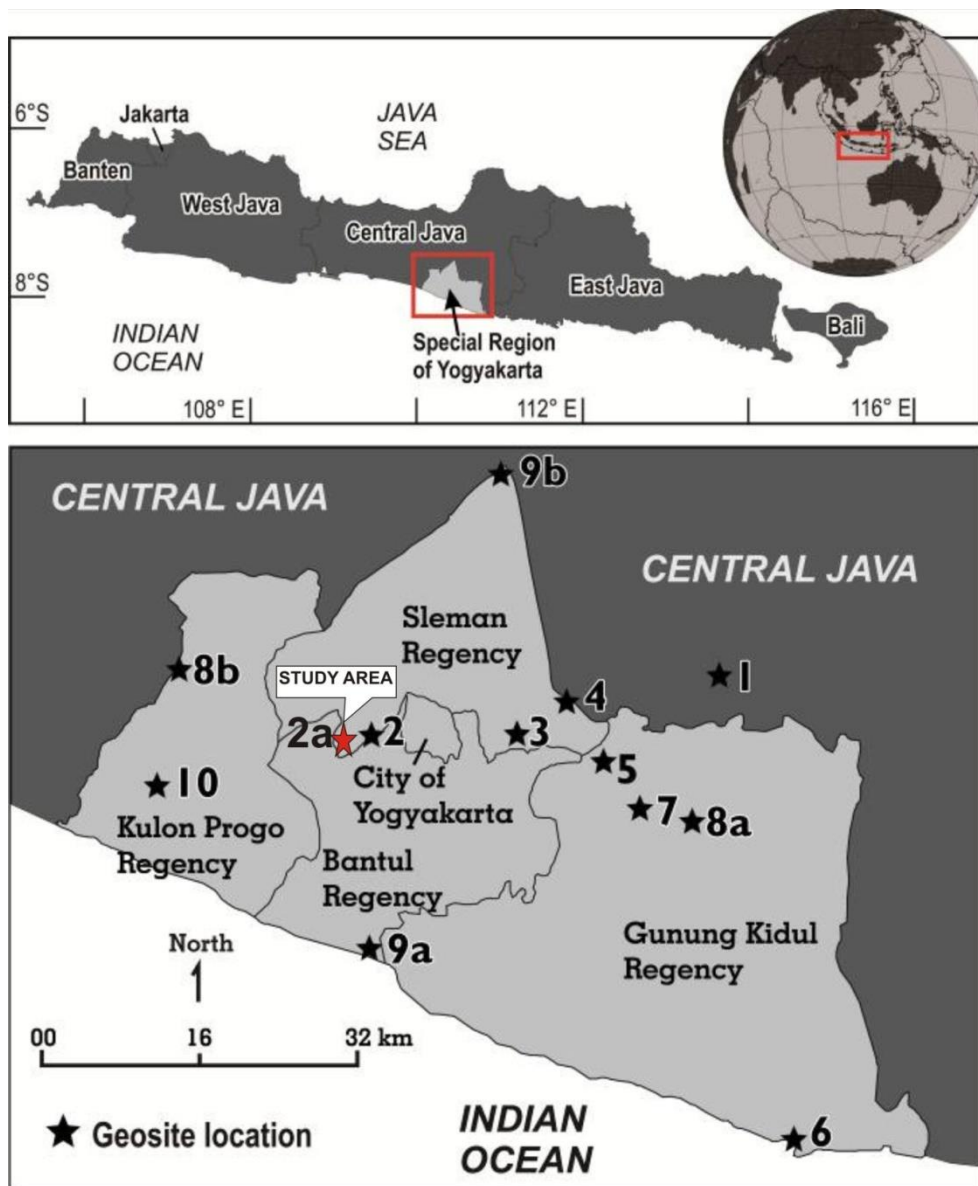 6°S
JAVA
SEA
Jakarta
Banten
West Java
Central Java
8°S
East Java
INDIAN
OCEAN
Special Region
of Yogyakarta
Bali
108° E
112° E
116° E
9b
CENTRAL JAVA
CENTRAL JAVA
Sleman
Regency
8b
STUDY AREA
1
4
2a
2
3
5
City of
Yogyakarta
10
7
8a
Kulon Progo
Regency
Bantul
Regency
Gunung Kidul
Regency
9a
North
00 16 32 km
INDIAN
OCEAN
6
Geosite location